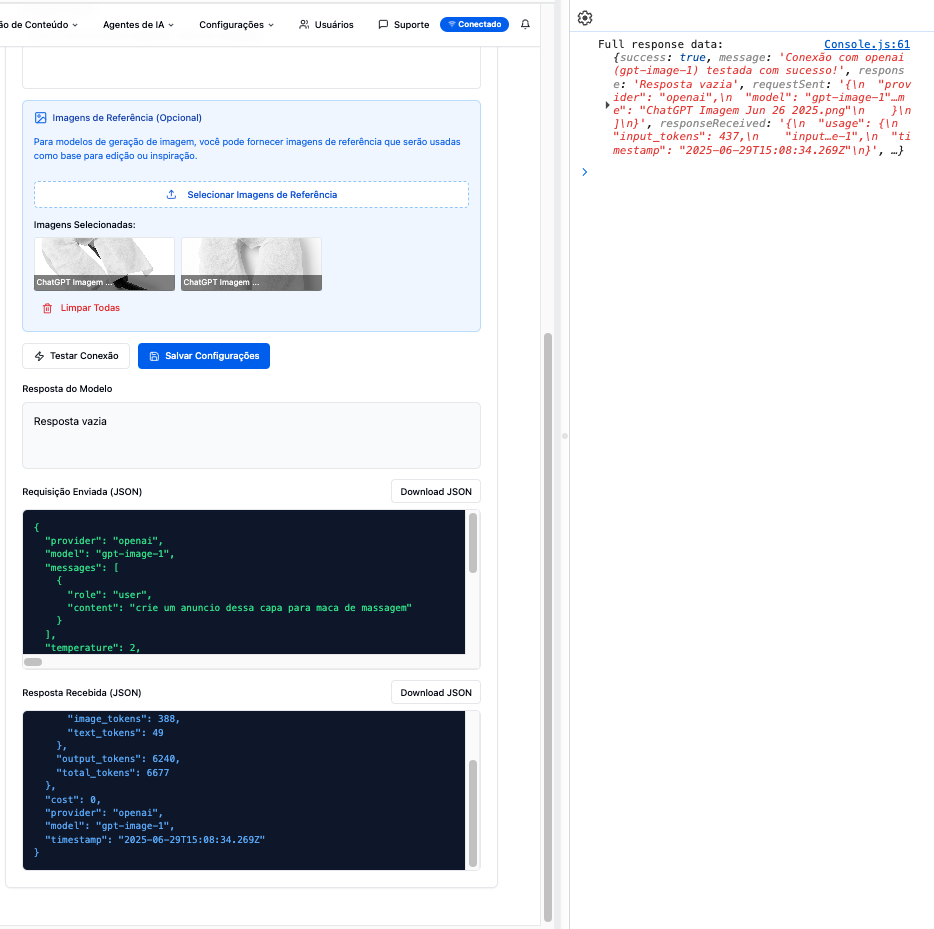 ão de Conteúdo
Agentes de IA
Configurações
Usuários
Suporte
Conectado
Imagens de Referência (Opcional)
Para modelos de geração de imagem, você pode fornecer imagens de referência que serão usadas
como base para edição ou inspiração.
Selecionar Imagens de Referência
Imagens Selecionadas:
ChatGPT Imagem ...
ChatGPT Imagem ...
Limpar Todas
Testar Conexão
Salvar Configurações
Resposta do Modelo
Resposta vazia
Requisição Enviada (JSON)
Download JSON
{
"provider": "openai",
"model": "gpt-image-1",
"messages": [
{
"role": "user",
"content": "crie um anuncio dessa capa para maca de massagem"
}
],
"temperature": 2,
Resposta Recebida (JSON)
Download JSON
"image_tokens": 388,
"text_tokens": 49
},
"output_tokens": 6240,
"total_tokens": 6677
},
"cost": 0,
"provider": "openai",
"model": "gpt-image-1",
"timestamp": "2025-06-29T15:08:34.269Z"
}
Full response data:
Console.js:61
{success: true, message: 'Conexão com openai
(gpt-image-1) testada com sucesso!', respons
e: 'Resposta vazia', requestSent: '{\n  "prov
ider": "openai",\n  "model": "gpt-image-1"…m
e": "ChatGPT Imagem Jun 26 2025.png"\n    }\n
]\n}', responseReceived: '{\n  "usage": {\n
"input_tokens": 437,\n    "input…e-1",\n  "ti
mestamp": "2025-06-29T15:08:34.269Z"\n}', …}